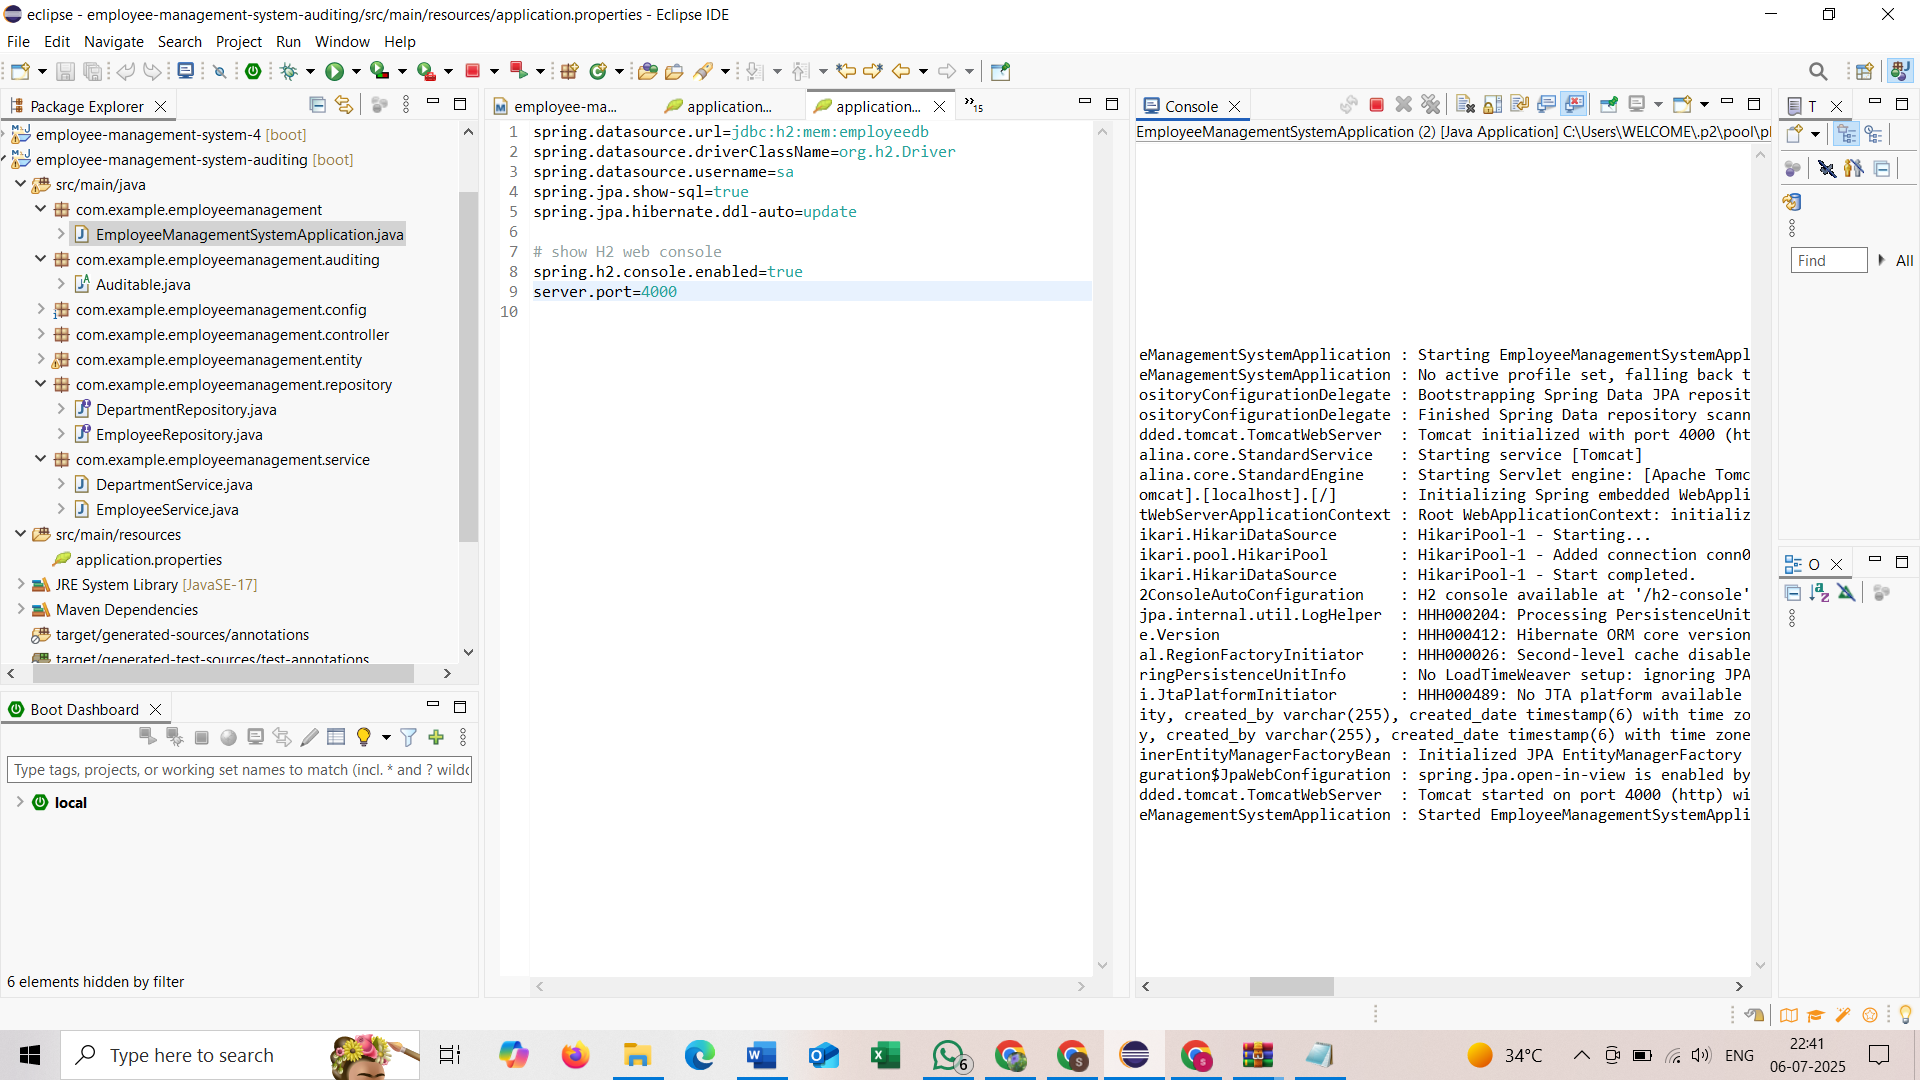 eclipse - employee-management-system-auditing/src/main/resources/application.properties - Eclipse IDE
File Edit Navigate Search Project Run Window Help
Package Explorer
employee-management-system-4 [boot]
employee-management-system-auditing [boot]
src/main/java
com.example.employeemanagement
EmployeeManagementSystemApplication.java
com.example.employeemanagement.auditing
Auditable.java
com.example.employeemanagement.config
com.example.employeemanagement.controller
com.example.employeemanagement.entity
com.example.employeemanagement.repository
DepartmentRepository.java
EmployeeRepository.java
com.example.employeemanagement.service
DepartmentService.java
EmployeeService.java
src/main/resources
application.properties
JRE System Library [JavaSE-17]
Maven Dependencies
target/generated-sources/annotations
target/generated-test-sources/test-annotations
Boot Dashboard
Type tags, projects, or working set names to match (incl. * and ? wildc
local
6 elements hidden by filter
employee-ma...
application...
application...
»15
1 spring.datasource.url=jdbc:h2:mem:employeedb
2 spring.datasource.driverClassName=org.h2.Driver
3 spring.datasource.username=sa
4 spring.jpa.show-sql=true
5 spring.jpa.hibernate.ddl-auto=update
6
7 # show H2 web console
8 spring.h2.console.enabled=true
9 server.port=4000
10
Console
EmployeeManagementSystemApplication (2) [Java Application] C:\Users\WELCOME\.p2\pool\pl
eManagementSystemApplication : Starting EmployeeManagementSystemAppl
eManagementSystemApplication : No active profile set, falling back t
ositoryConfigurationDelegate : Bootstrapping Spring Data JPA reposit
ositoryConfigurationDelegate : Finished Spring Data repository scann
dded.tomcat.TomcatWebServer : Tomcat initialized with port 4000 (ht
alina.core.StandardService : Starting service [Tomcat]
alina.core.StandardEngine : Starting Servlet engine: [Apache Tomc
omcat].[localhost].[/] : Initializing Spring embedded WebAppli
tWebServerApplicationContext : Root WebApplicationContext: initializ
ikari.HikariDataSource : HikariPool-1 - Starting...
ikari.pool.HikariPool : HikariPool-1 - Added connection conn0
ikari.HikariDataSource : HikariPool-1 - Start completed.
2ConsoleAutoConfiguration : H2 console available at '/h2-console'
jpa.internal.util.LogHelper : HHH000204: Processing PersistenceUnit
e.Version : HHH000412: Hibernate ORM core version
al.RegionFactoryInitiator : HHH000026: Second-level cache disable
ringPersistenceUnitInfo : No LoadTimeWeaver setup: ignoring JPA
i.JtaPlatformInitiator : HHH000489: No JTA platform available
ity, created_by varchar(255), created_date timestamp(6) with time zo
y, created_by varchar(255), created_date timestamp(6) with time zone
inerEntityManagerFactoryBean : Initialized JPA EntityManagerFactory
guration$JpaWebConfiguration : spring.jpa.open-in-view is enabled by
dded.tomcat.TomcatWebServer : Tomcat started on port 4000 (http) wi
eManagementSystemApplication : Started EmployeeManagementSystemAppli
T
Find
All
O
Type here to search
6
34°C
ENG
22:41
06-07-2025